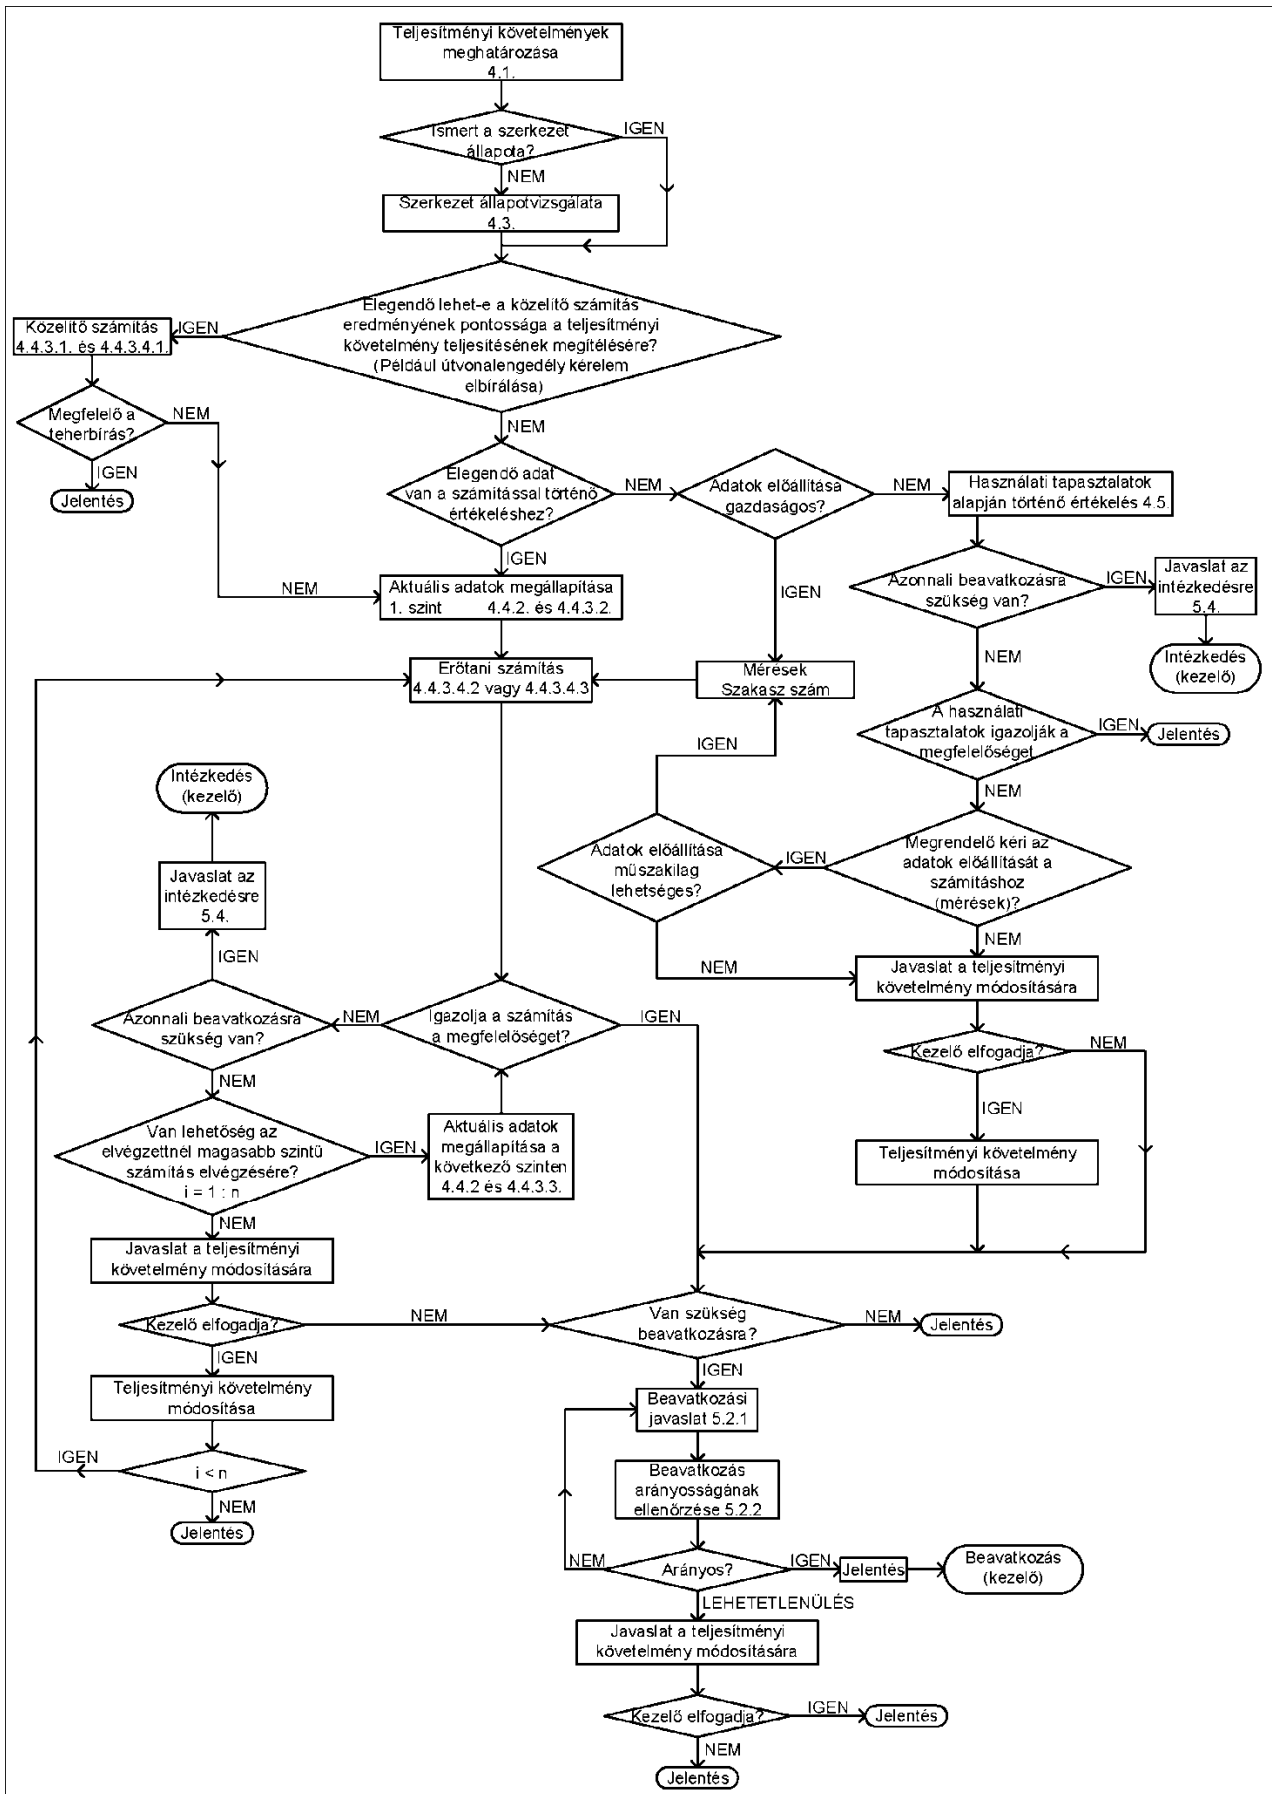 Teljesítményi követelmények
meghatározása
4.1.
Ismert a szerkezet
állapota?
IGEN
NEM
Szerkezet állapotvizsgálata
4.3.
Elegendő lehet-e a közelítő számítás
eredményének pontossága a teljesítményi
követelmény teljesítésének megítélésére?
(Például útvonalengedély kérelem
elbírálása)
IGEN
Közelítő számítás
4.4.3.1. és 4.4.3.4.1.
Megfelelő a
teherbírás?
NEM
IGEN
Jelentés
NEM
NEM
Elegendő adat
van a számítással történő
értékeléshez?
NEM
IGEN
Adatok előállítása
gazdaságos?
NEM
IGEN
Használati tapasztalatok
alapján történő értékelés 4.5.
Aktuális adatok megállapítása
1. szint 4.4.2. és 4.4.3.2.
Azonnali beavatkozásra
szükség van?
IGEN
Javaslat az
intézkedésre
5.4.
Intézkedés
(kezelő)
NEM
Erőtani számítás
4.4.3.4.2 vagy 4.4.3.4.3
Mérések
Szakasz szám
A használati
tapasztalatok igazolják a
megfelelőséget
IGEN
Jelentés
NEM
IGEN
Intézkedés
(kezelő)
Javaslat az
intézkedésre
5.4.
IGEN
Adatok előállítása
műszakilag
lehetséges?
IGEN
Megrendelő kéri az
adatok előállítását a
számításhoz
(mérések)?
NEM
NEM
Javaslat a teljesítményi
követelmény módosítására
Azonnali beavatkozásra
szükség van?
NEM
Igazolja a számítás
a megfelelőséget?
IGEN
Kezelő elfogadja?
NEM
IGEN
NEM
Van lehetőség az
elvégzettnél magasabb szintű
számítás elvégzésére?
i = 1 : n
IGEN
Aktuális adatok
megállapítása a
következő szinten
4.4.2 és 4.4.3.3.
Teljesítményi követelmény
módosítása
NEM
Javaslat a teljesítményi
követelmény módosítására
Kezelő elfogadja?
NEM
Van szükség
beavatkozásra?
NEM
Jelentés
IGEN
IGEN
Teljesítményi követelmény
módosítása
Beavatkozási
javaslat 5.2.1
IGEN
i < n
NEM
Jelentés
Beavatkozás
arányosságának
ellenőrzése 5.2.2
NEM
Arányos?
IGEN
Jelentés
Beavatkozás
(kezelő)
LEHETETLENÜLÉS
Javaslat a teljesítményi
követelmény módosítására
Kezelő elfogadja?
IGEN
Jelentés
NEM
Jelentés